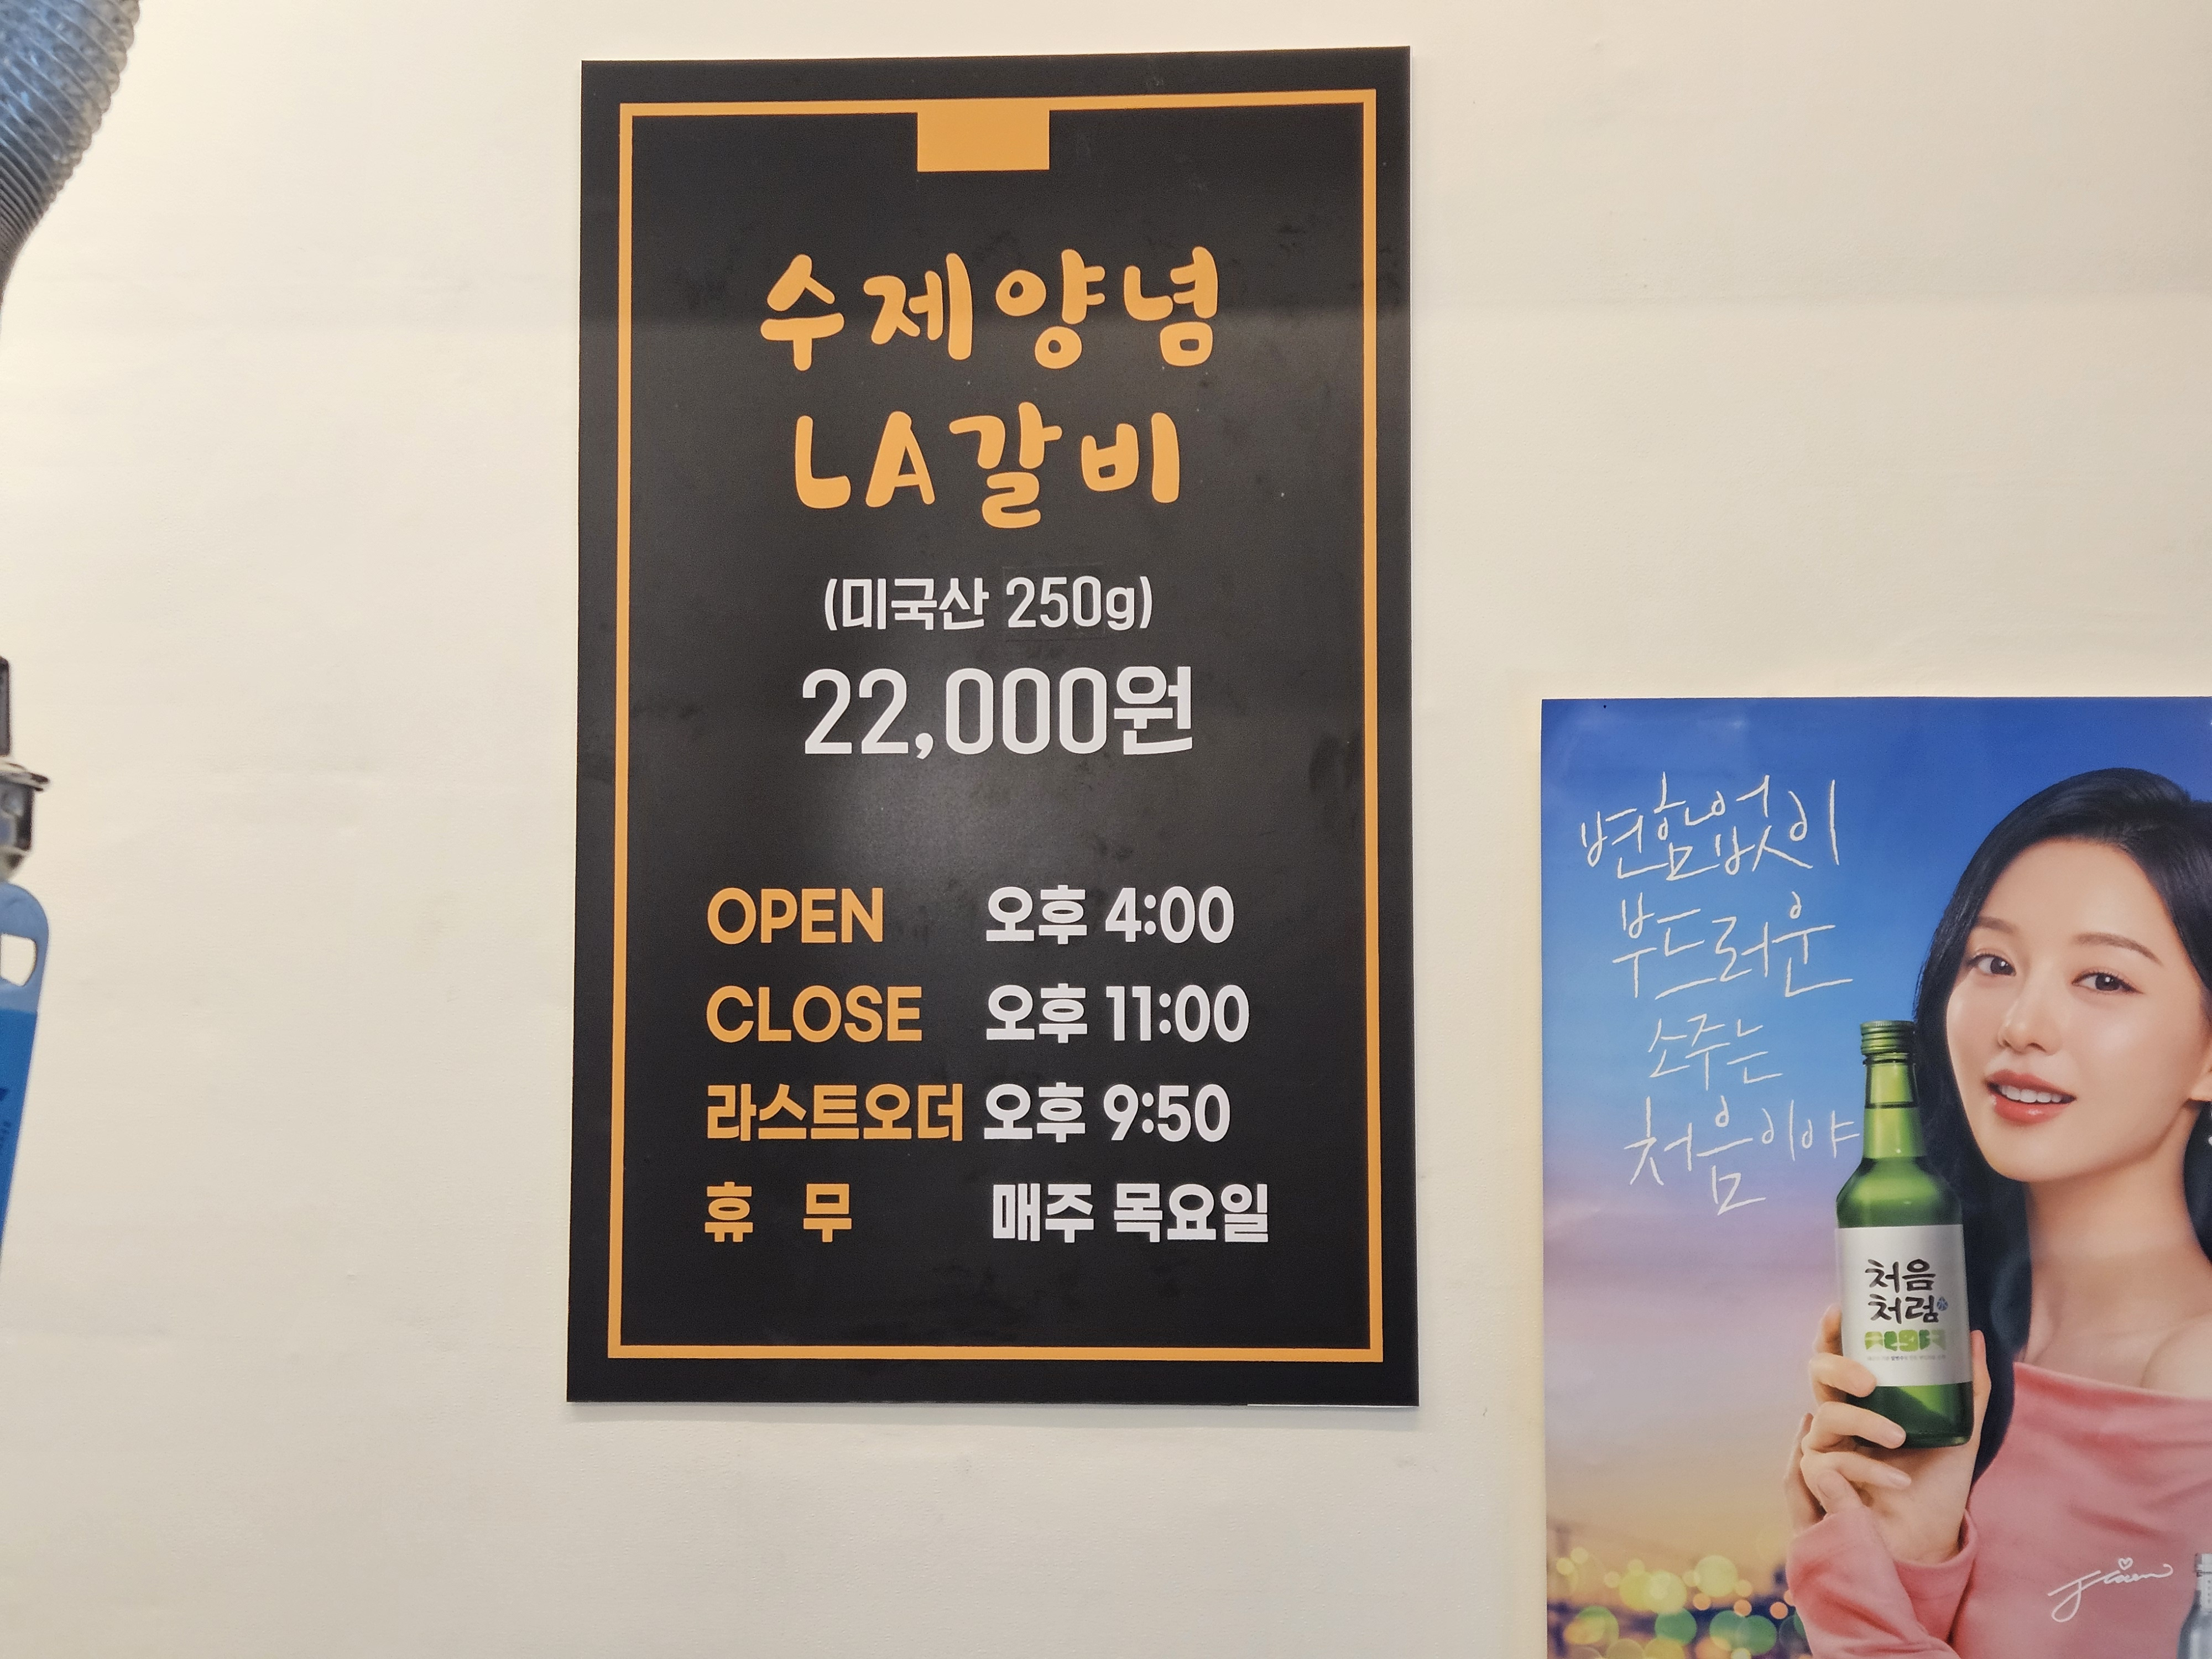 수제양념
LA갈비
(미국산 250g)
22,000원
OPEN 오후 4:00
CLOSE 오후 11:00
라스트오더 오후 9:50
휴 무 매주 목요일
변함없이
부드러운
소주는
처음이야
처음
처럼